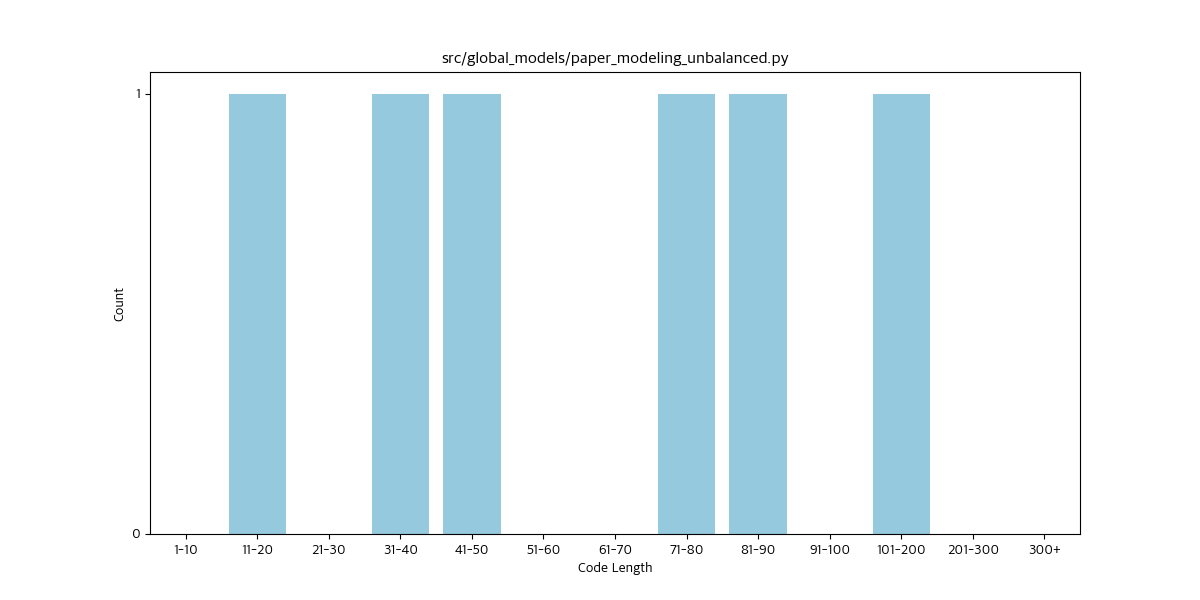 src/global_models/paper_modeling_unbalanced.py
1
Count
0
1-10 11-20 21-30 31-40 41-50 51-60 61-70 71-80 81-90 91-100 101-200 201-300 300+
Code Length